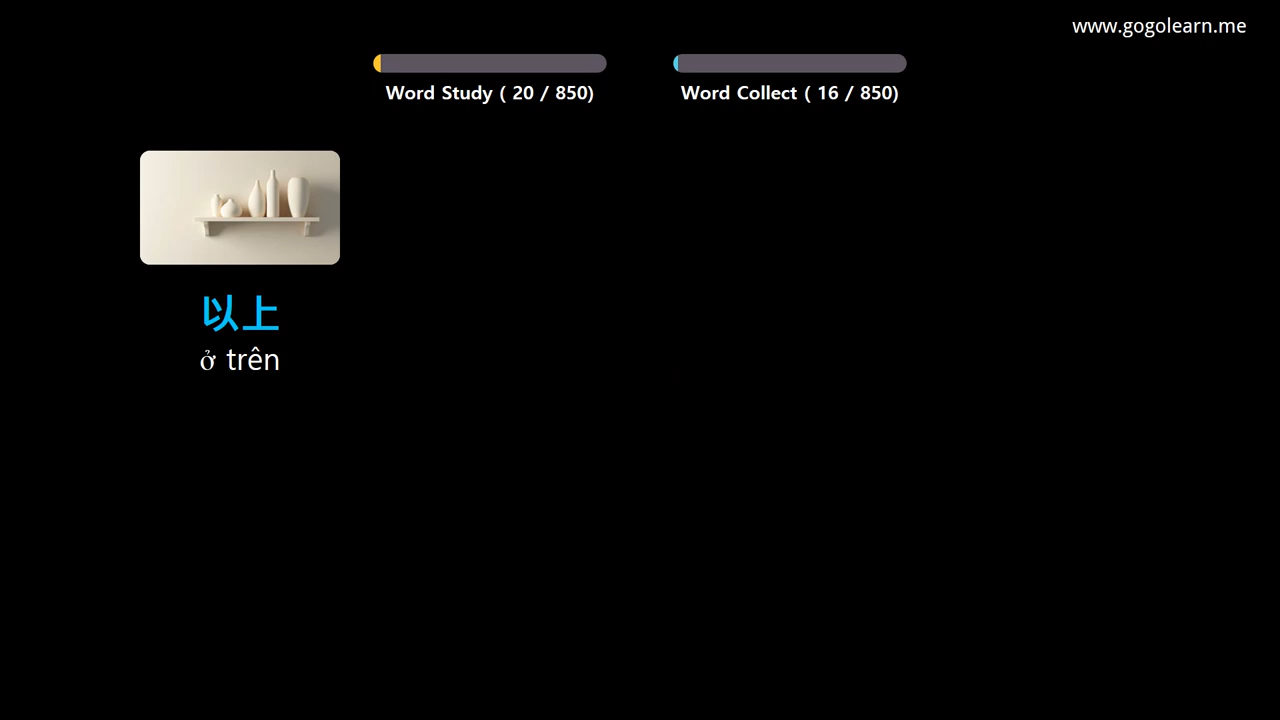 www.gogolearn.me
Word Study ( 20 / 850)
Word Collect ( 16 / 850)
以上
ở trên